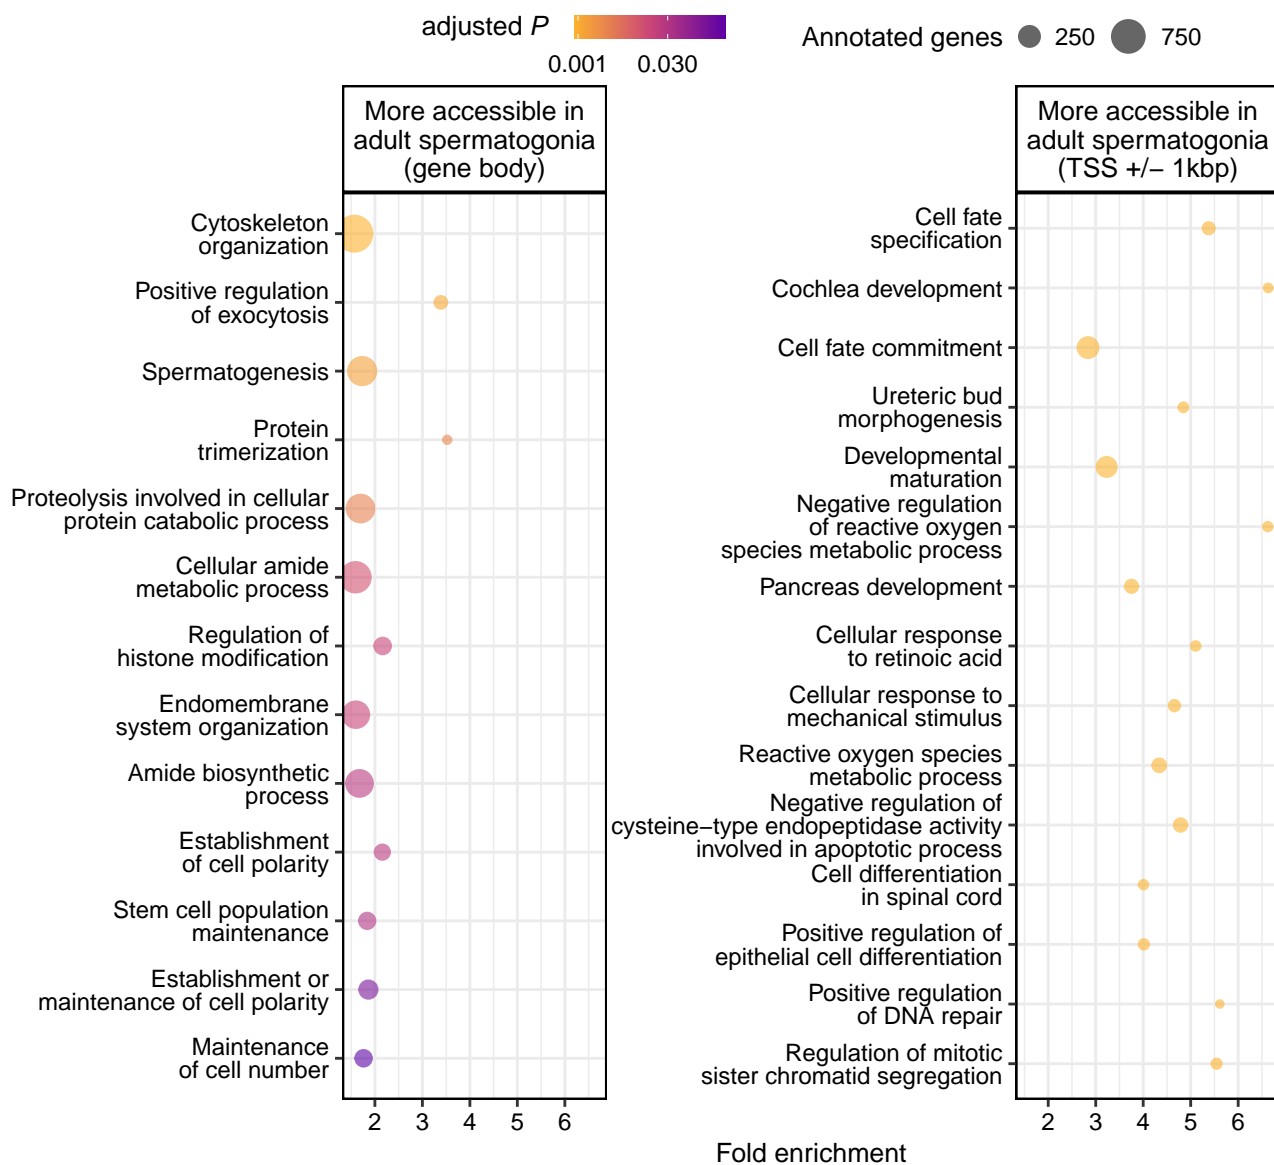 adjusted P
0.001 0.030
Annotated genes 250 750
More accessible in
adult spermatogonia
(gene body)
Cytoskeleton
organization
Positive regulation
of exocytosis
Spermatogenesis
Protein
trimerization
Proteolysis involved in cellular
protein catabolic process
Cellular amide
metabolic process
Regulation of
histone modification
Endomembrane
system organization
Amide biosynthetic
process
Establishment
of cell polarity
Stem cell population
maintenance
Establishment or
maintenance of cell polarity
Maintenance
of cell number
2 3 4 5 6
More accessible in
adult spermatogonia
(TSS +/− 1kbp)
Cell fate
specification
Cochlea development
Cell fate commitment
Ureteric bud
morphogenesis
Developmental
maturation
Negative regulation
of reactive oxygen
species metabolic process
Pancreas development
Cellular response
to retinoic acid
Cellular response to
mechanical stimulus
Reactive oxygen species
metabolic process
Negative regulation of
cysteine−type endopeptidase activity
involved in apoptotic process
Cell differentiation
in spinal cord
Positive regulation of
epithelial cell differentiation
Positive regulation
of DNA repair
Regulation of mitotic
sister chromatid segregation
2 3 4 5 6
Fold enrichment